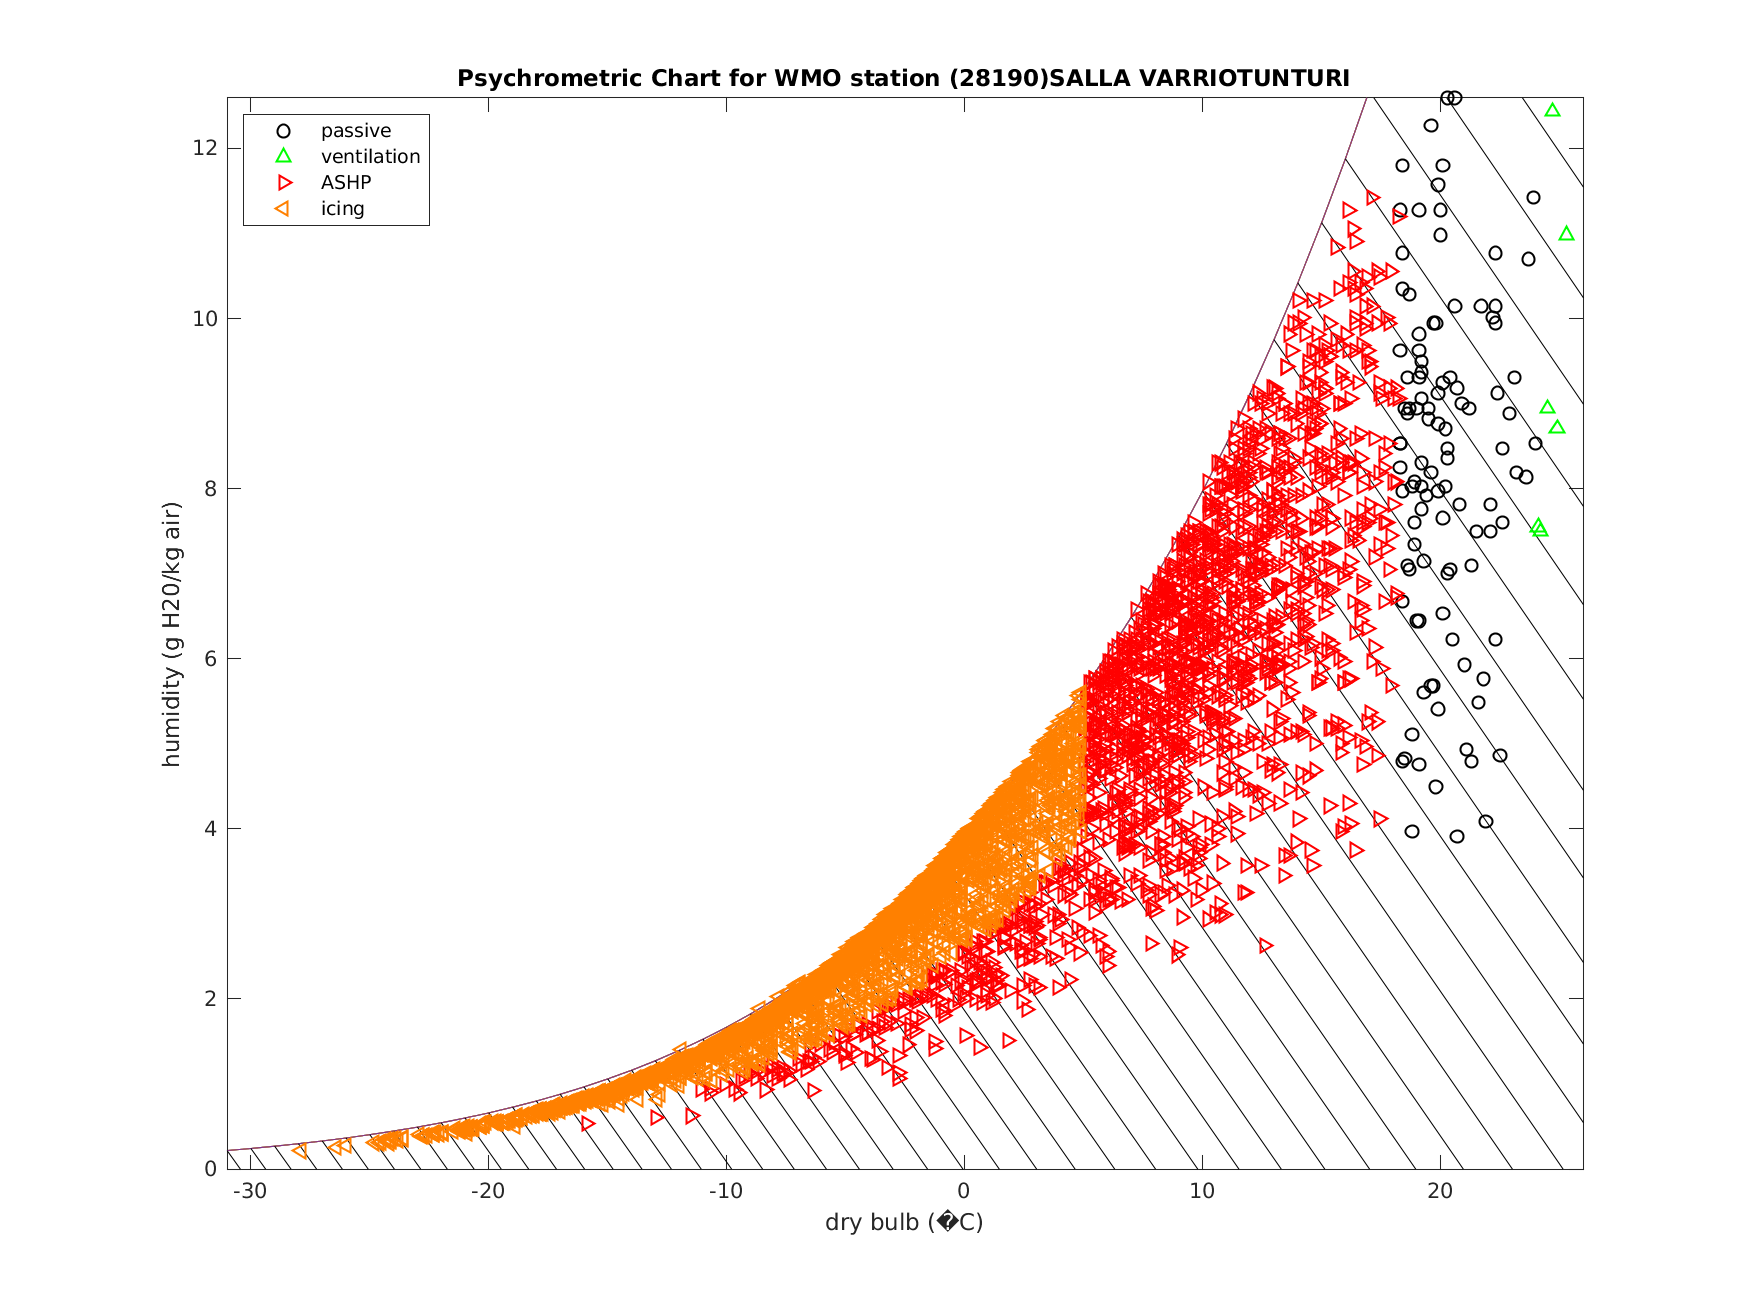 Psychrometric Chart for WMO station (28190)SALLA VARRIOTUNTURI
passive
ventilation
ASHP
icing
humidity (g H20/kg air)
12
10
8
6
4
2
0
-30 -20 -10 0 10 20
dry bulb (�C)